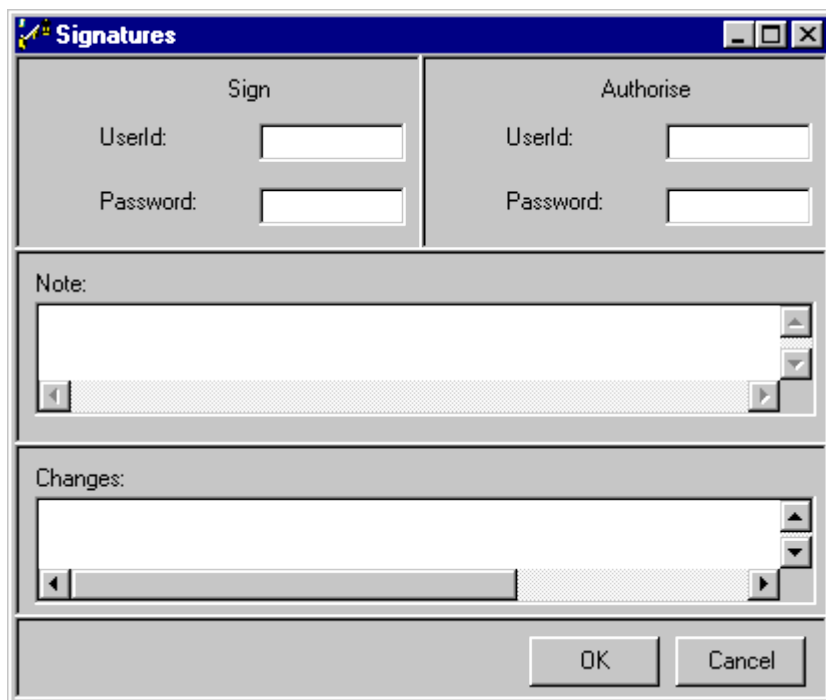 Signatures
Sign
UserId:
Password:
Authorise
UserId:
Password:
Note:
Changes:
OK Cancel